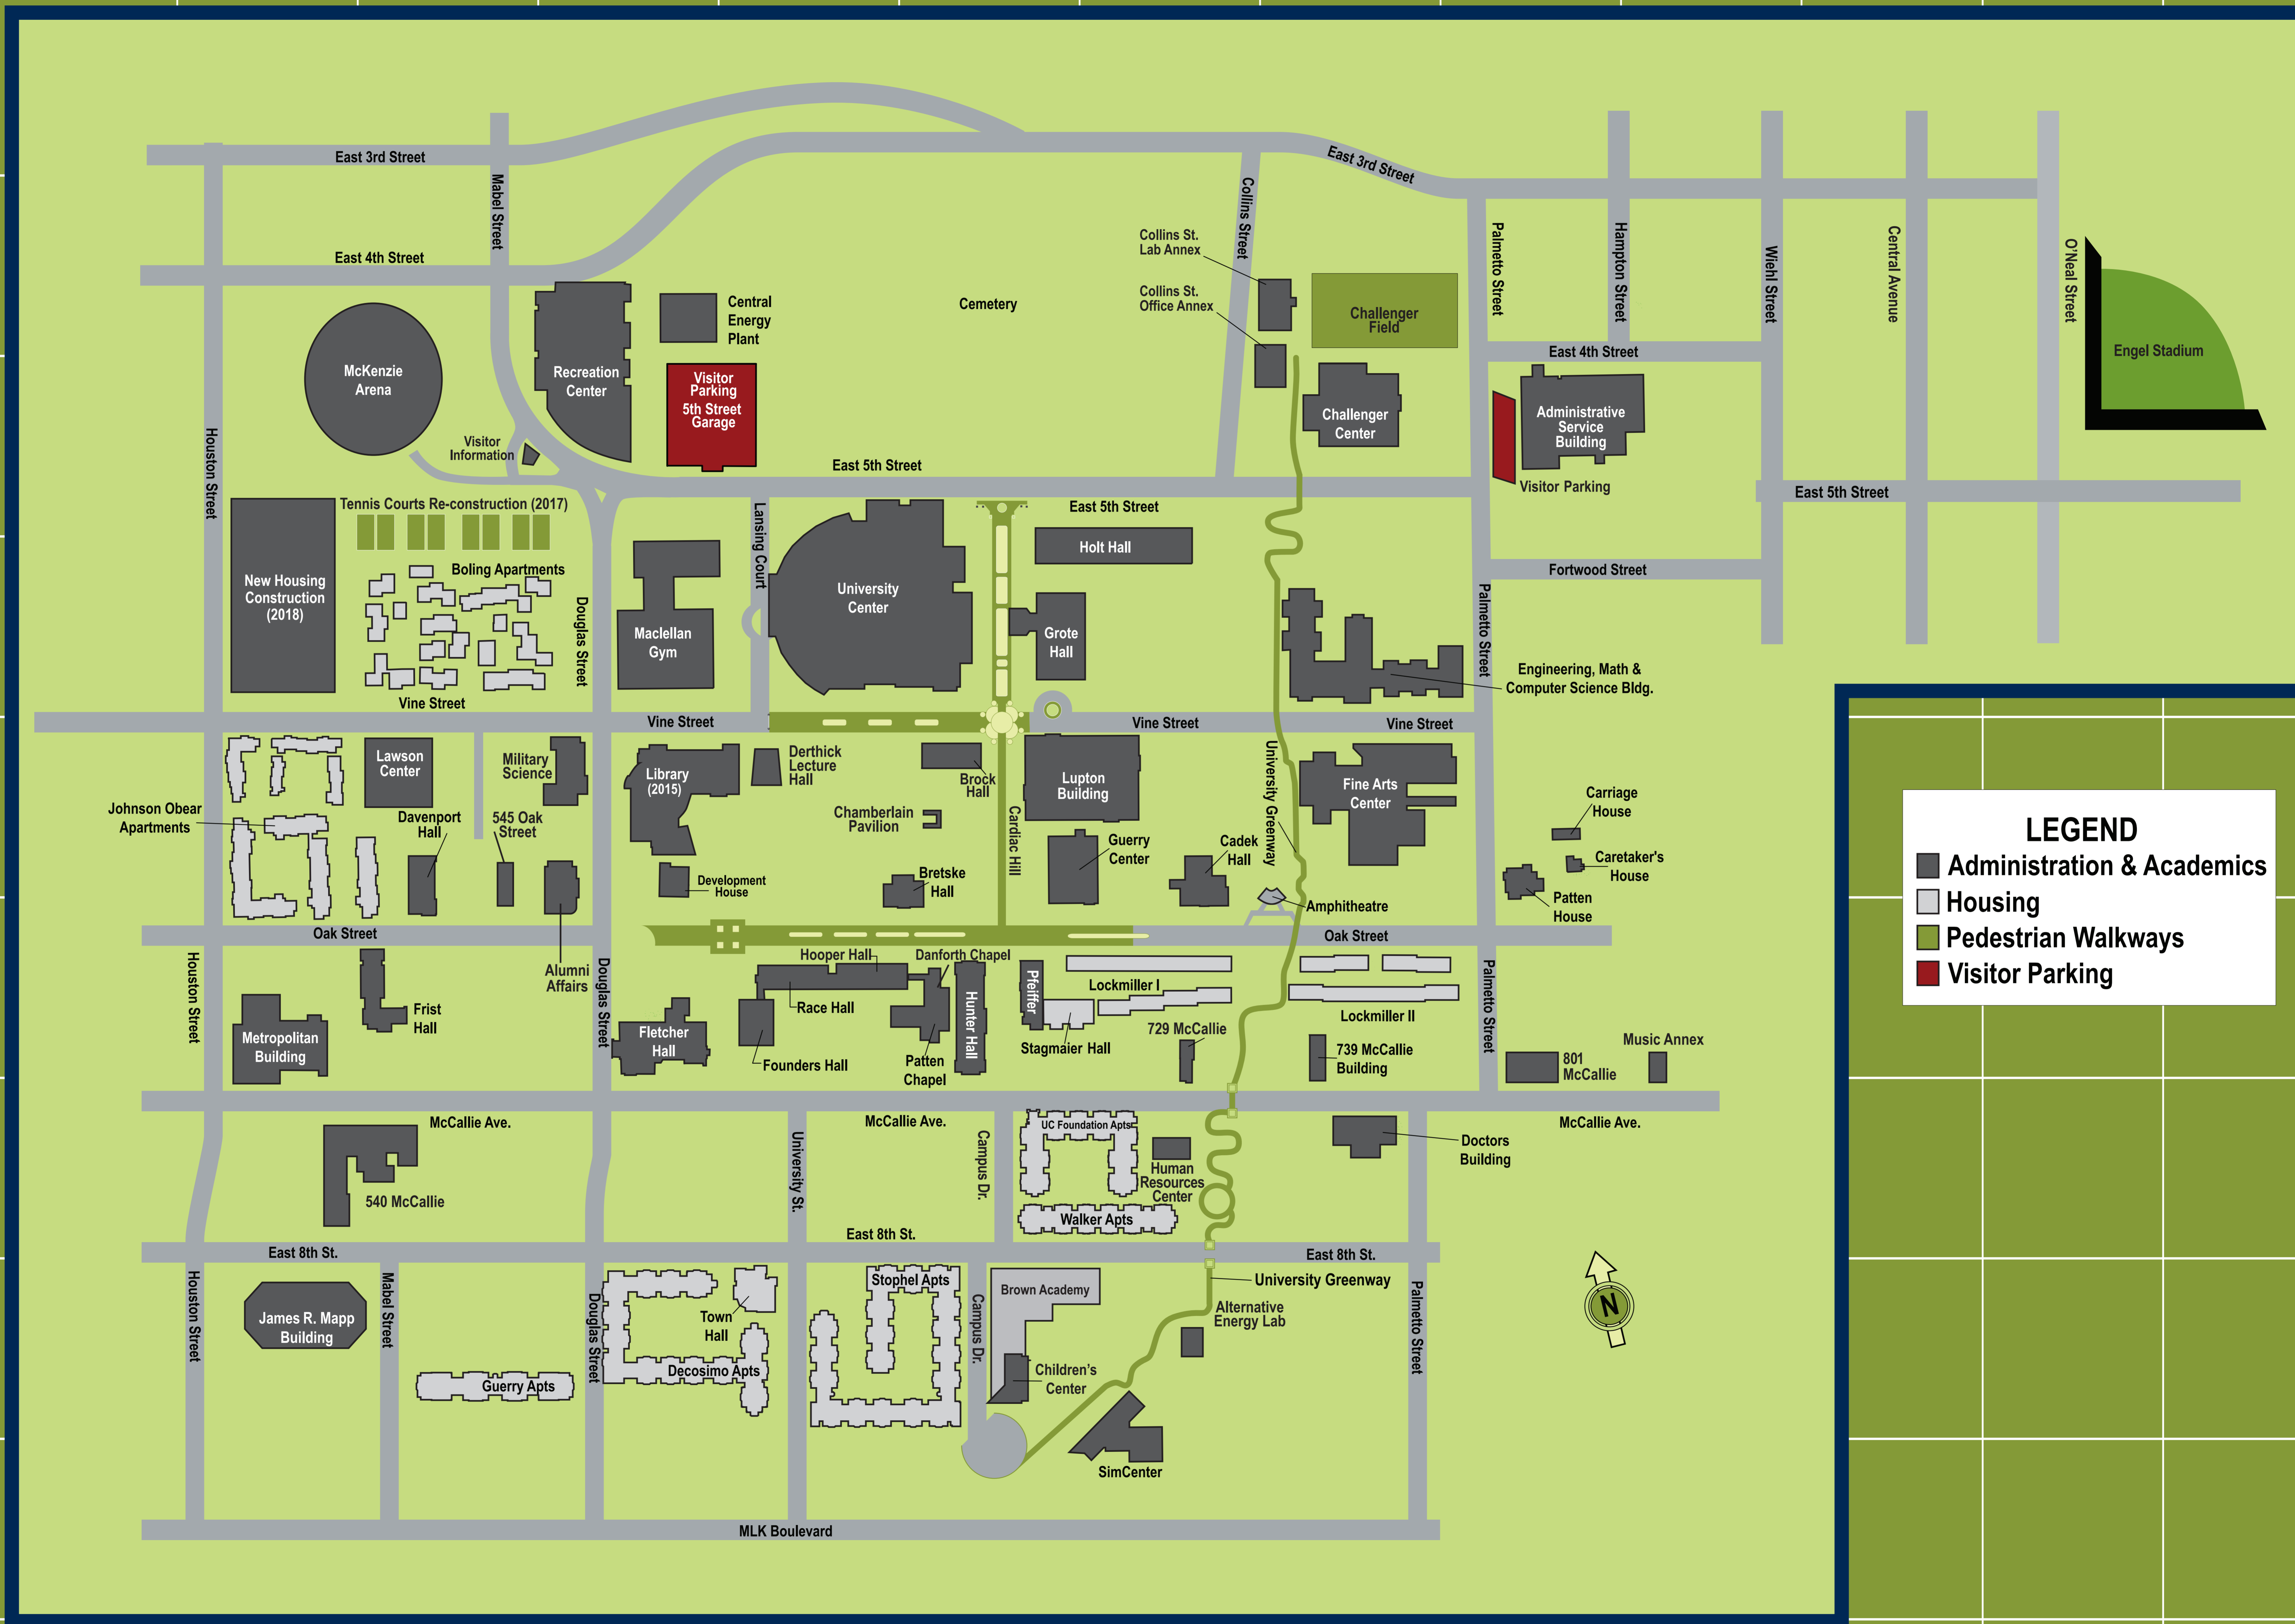 East 3rd Street
East 3rd Street
Mabel Street
Collins Street
Palmetto Street
Hampton Street
Wiehl Street
Central Avenue
O'Neal Street
East 4th Street
Collins St.
Lab Annex
Collins St.
Office Annex
Cemetery
Central
Energy
Plant
Challenger
Field
East 4th Street
Engel Stadium
McKenzie
Arena
Recreation
Center
Visitor
Parking
5th Street
Garage
Challenger
Center
Administrative
Service
Building
Houston Street
Visitor
Information
East 5th Street
Visitor Parking
East 5th Street
Tennis Courts Re-construction (2017)
Lansing Court
East 5th Street
Holt Hall
New Housing
Construction
(2018)
Boling Apartments
Douglas Street
Maclellan
Gym
University
Center
Grote
Hall
Fortwood Street
Palmetto Street
Engineering, Math &
Computer Science Bldg.
Vine Street
Vine Street
Vine Street
Vine Street
Lawson
Center
Military
Science
Library
(2015)
Derthick
Lecture
Hall
Brock
Hall
Lupton
Building
University Greenway
Fine Arts
Center
Johnson Obear
Apartments
Davenport
Hall
545 Oak
Street
Chamberlain
Pavilion
Cardiac Hill
Guerry
Center
Cadek
Hall
Carriage
House
Caretaker's
House
Development
House
Bretske
Hall
Amphitheatre
Patten
House
Oak Street
Oak Street
Houston Street
Alumni
Affairs
Douglas Street
Hooper Hall
Danforth Chapel
Race Hall
Hunter Hall
Pfeiffer
Lockmiller I
Lockmiller II
Palmetto Street
Frist
Hall
Metropolitan
Building
Fletcher
Hall
Founders Hall
Patten
Chapel
Stagmaier Hall
729 McCallie
739 McCallie
Building
801
McCallie
Music Annex
McCallie Ave.
McCallie Ave.
McCallie Ave.
540 McCallie
University St.
Campus Dr.
UC Foundation Apts
Human
Resources
Center
Doctors
Building
Walker Apts
East 8th St.
East 8th St.
East 8th St.
Houston Street
James R. Mapp
Building
Mabel Street
Guerry Apts
Douglas Street
Town
Hall
Decosimo Apts
Stophel Apts
Campus Dr.
Brown Academy
Children's
Center
University Greenway
Alternative
Energy Lab
Palmetto Street
SimCenter
MLK Boulevard
N
LEGEND
Administration & Academics
Housing
Pedestrian Walkways
Visitor Parking